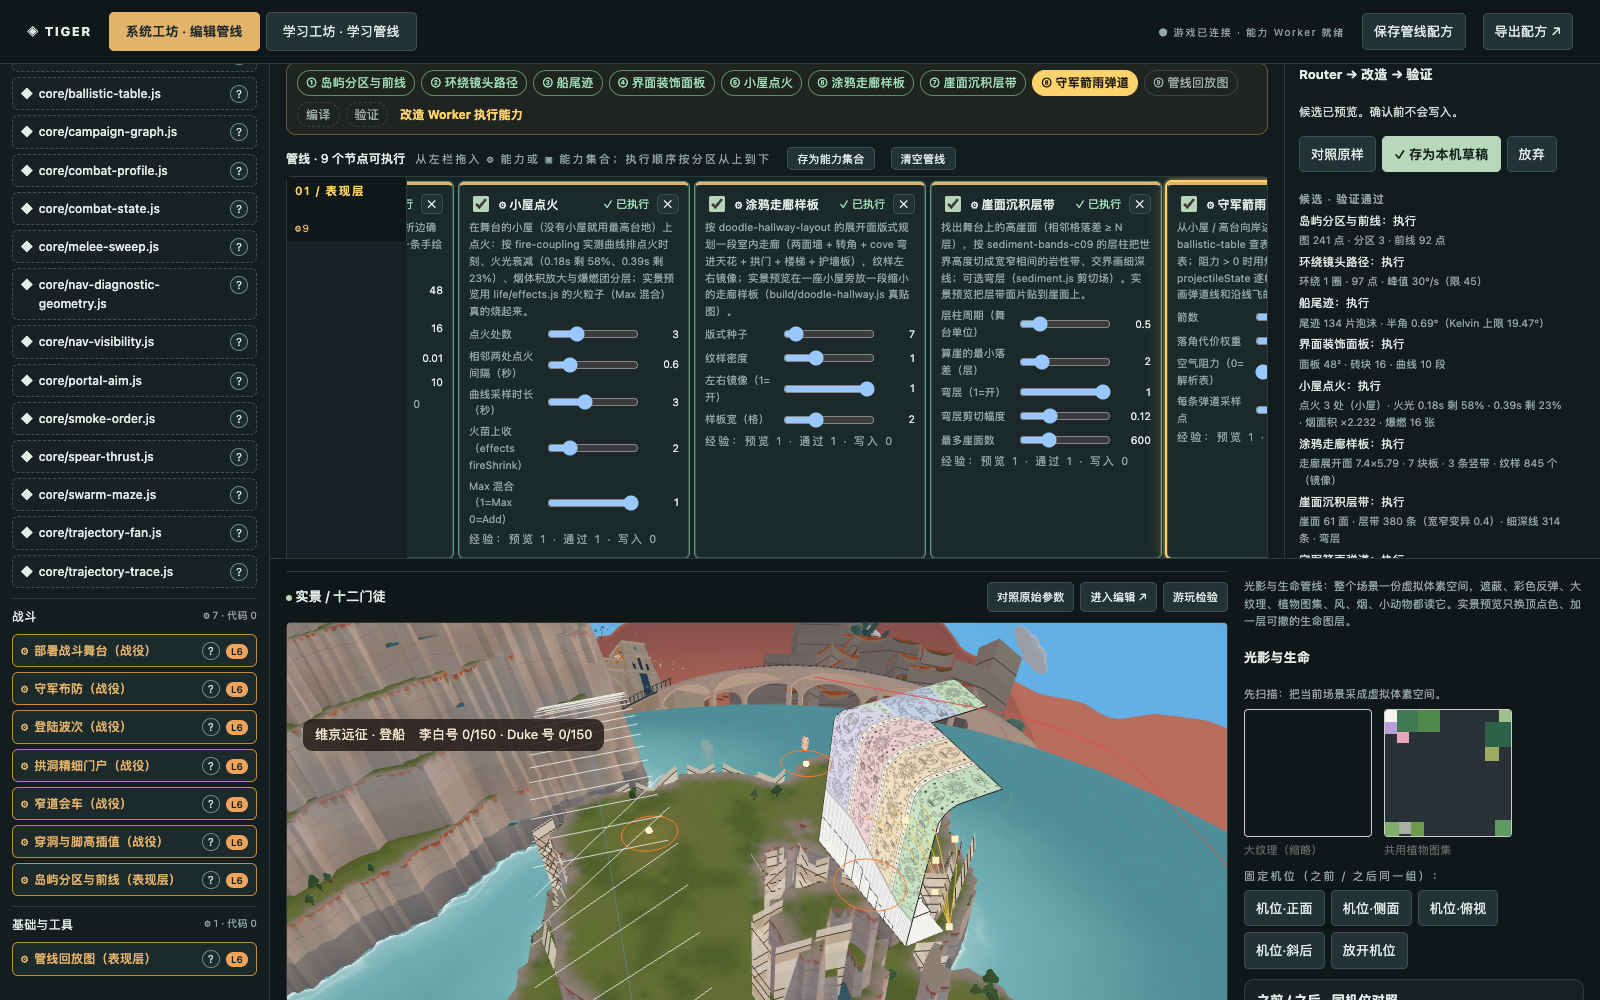 ◈ TIGER
系统工坊 · 编辑管线
学习工坊 · 学习管线
游戏已连接 · 能力 Worker 就绪
保存管线配方
导出配方 ↗
◆ core/ballistic-table.js ?
◆ core/campaign-graph.js ?
◆ core/combat-profile.js ?
◆ core/combat-state.js ?
◆ core/melee-sweep.js ?
◆ core/nav-diagnostic-
geometry.js ?
◆ core/nav-visibility.js ?
◆ core/portal-aim.js ?
◆ core/smoke-order.js ?
◆ core/spear-thrust.js ?
◆ core/swarm-maze.js ?
◆ core/trajectory-fan.js ?
◆ core/trajectory-trace.js ?
战斗 ⚙ 7 · 代码 0
⚙ 部署战斗舞台（战役） ? L6
⚙ 守军布防（战役） ? L6
⚙ 登陆波次（战役） ? L6
⚙ 拱洞精细门户（战役） ? L6
⚙ 窄道会车（战役） ? L6
⚙ 穿洞与脚高插值（战役） ? L6
⚙ 岛屿分区与前线（表现层） ? L6
基础与工具 ⚙ 1 · 代码 0
⚙ 管线回放图（表现层） ? L6
① 岛屿分区与前线
② 环绕镜头路径
③ 船尾迹
④ 界面装饰面板
⑤ 小屋点火
⑥ 涂鸦走廊样板
⑦ 崖面沉积层带
⑧ 守军箭雨弹道
⑨ 管线回放图
编译
验证
改造 Worker 执行能力
管线 · 9 个节点可执行
从左栏拖入 ⚙ 能力或 ▣ 能力集合；执行顺序按分区从上到下
存为能力集合
清空管线
01 / 表现层
⚙9
行 ✕
48
16
0.01
10
0
⚙ 小屋点火 ✓ 已执行 ✕
在舞台的小屋（没有小屋就用最高台地）上
点火：按 fire-coupling 实测曲线排点火时
刻、火光衰减（0.18s 剩 58%、0.39s 剩
23%）、烟体积放大与爆燃团分层；实景预
览用 life/effects.js 的火粒子（Max 混合）
真的烧起来。
点火处数 3
相邻两处点火
间隔（秒） 0.6
曲线采样时长
（秒） 3
火苗上收
（effects
fireShrink） 2
Max 混合
（1=Max
0=Add） 1
经验：预览 1 · 通过 1 · 写入 0
⚙ 涂鸦走廊样板 ✓ 已执行 ✕
按 doodle-hallway-layout 的展开面版式规
划一段室内走廊（两面墙 + 转角 + cove 弯
进天花 + 拱门 + 楼梯 + 护墙板），纹样左
右镜像；实景预览在一座小屋旁放一段缩小
的走廊样板（build/doodle-hallway.js 真贴
图）。
版式种子 7
纹样密度 1
左右镜像（1=
开） 1
样板宽（格） 2
经验：预览 1 · 通过 1 · 写入 0
⚙ 崖面沉积层带 ✓ 已执行 ✕
找出舞台上的高崖面（相邻格落差 ≥ N
层），按 sediment-bands-c09 的层柱把世
界高度切成宽窄相间的岩性带、交界画细深
线；可选弯层（sediment.js 剪切场）。实
景预览把层带面片贴到崖面上。
层柱周期（舞
台单位） 0.5
算崖的最小落
差（层） 2
弯层（1=开） 1
弯层剪切幅度 0.12
最多崖面数 600
经验：预览 1 · 通过 1 · 写入 0
⚙ 守军箭雨
从小屋 / 高台向岸边
ballistic-table 查表
表；阻力 > 0 时用
projectileState 逐
画弹道线和沿线飞的
箭数
落角代价权重
空气阻力（0=
解析表）
每条弹道采样
点
经验：预览 1 ·
Router → 改造 → 验证
候选已预览。确认前不会写入。
对照原样
✓ 存为本机草稿
放弃
候选 · 验证通过
岛屿分区与前线：执行
图 241 点 · 分区 3 · 前线 92 点
环绕镜头路径：执行
环绕 1 圈 · 97 点 · 峰值 30°/s（限 45）
船尾迹：执行
尾迹 134 片泡沫 · 半角 0.69°（Kelvin 上限 19.47°）
界面装饰面板：执行
面板 48² · 砖块 16 · 曲线 10 段
小屋点火：执行
点火 3 处（小屋）· 火光 0.18s 剩 58% · 0.39s 剩 23%
· 烟面积 ×2.232 · 爆燃 16 张
涂鸦走廊样板：执行
走廊展开面 7.4×5.79 · 7 块板 · 3 条竖带 · 纹样 845 个
（镜像）
崖面沉积层带：执行
崖面 61 面 · 层带 380 条（宽窄变异 0.4）· 细深线 314
条 · 弯层
实景 / 十二门徒
对照原始参数
进入编辑 ↗
游玩检验
维京远征 · 登船 李白号 0/150 · Duke 号 0/150
光影与生命管线：整个场景一份虚拟体素空间，遮蔽、彩色反弹、大
纹理、植物图集、风、烟、小动物都读它。实景预览只换顶点色、加
一层可撤的生命图层。
光影与生命
先扫描：把当前场景采成虚拟体素空间。
大纹理（缩略）
共用植物图集
固定机位（之前 / 之后同一组）：
机位·正面
机位·侧面
机位·俯视
机位·斜后
放开机位